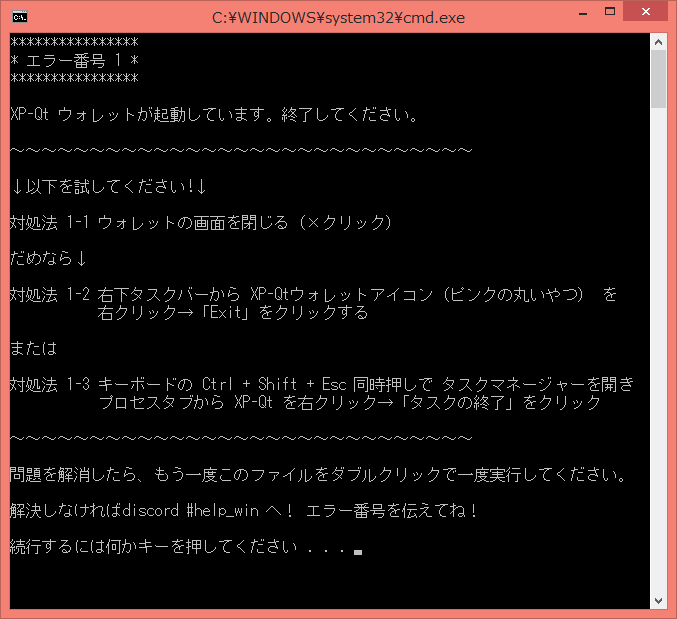 C:¥WINDOWS¥system32¥cmd.exe
****************
* エラー番号 1 *
****************
XP-Qt ウォレットが起動しています。終了してください。
～～～～～～～～～～～～～～～～～～～～～～～～～～～～～
↓以下を試してください!↓
対処法 1-1 ウォレットの画面を閉じる (×クリック)
だめなら↓
対処法 1-2 右下タスクバーから XP-Qtウォレットアイコン (ピンクの丸いやつ) を
右クリック→「Exit」をクリックする
または
対処法 1-3 キーボードの Ctrl + Shift + Esc 同時押しで タスクマネージャーを開き
プロセスタブから XP-Qt を右クリック→「タスクの終了」をクリック
～～～～～～～～～～～～～～～～～～～～～～～～～～～～～
問題を解消したら、もう一度このファイルをダブルクリックで一度実行してください。
解決しなければdiscord #help_win へ! エラー番号を伝えてね!
続行するには何かキーを押してください . . .